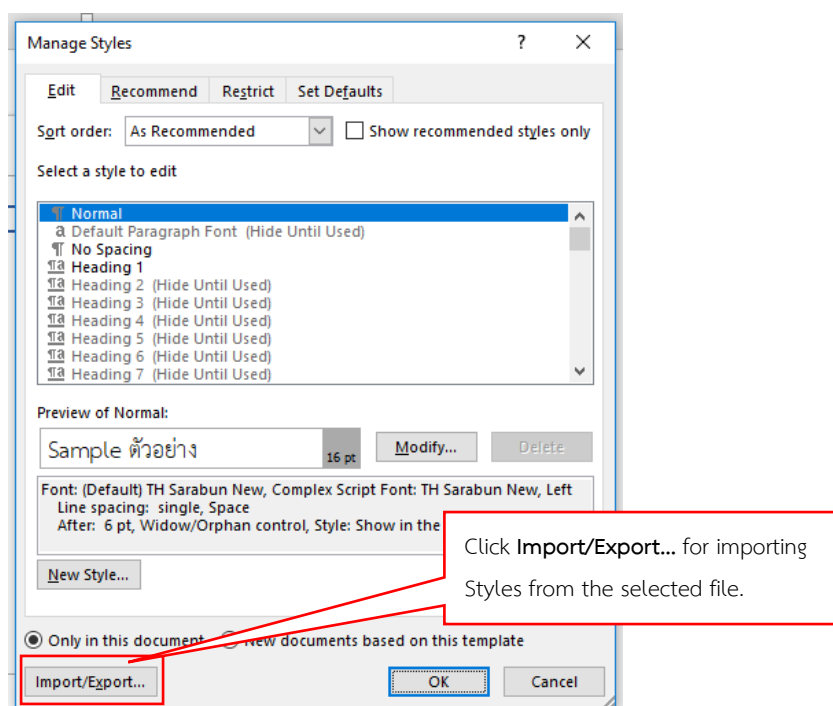 Manage Styles ? ×
Edit Recommend Restrict Set Defaults
Sort order: As Recommended Show recommended styles only
Select a style to edit
¶ Normal
a Default Paragraph Font (Hide Until Used)
¶ No Spacing
¶a Heading 1
¶a Heading 2 (Hide Until Used)
¶a Heading 3 (Hide Until Used)
¶a Heading 4 (Hide Until Used)
¶a Heading 5 (Hide Until Used)
¶a Heading 6 (Hide Until Used)
¶a Heading 7 (Hide Until Used)
Preview of Normal:
Sample ตัวอย่าง 16 pt Modify... Delete
Font: (Default) TH Sarabun New, Complex Script Font: TH Sarabun New, Left
Line spacing: single, Space
After: 6 pt, Widow/Orphan control, Style: Show in the
Click Import/Export... for importing
Styles from the selected file.
New Style...
Only in this document New documents based on this template
Import/Export... OK Cancel